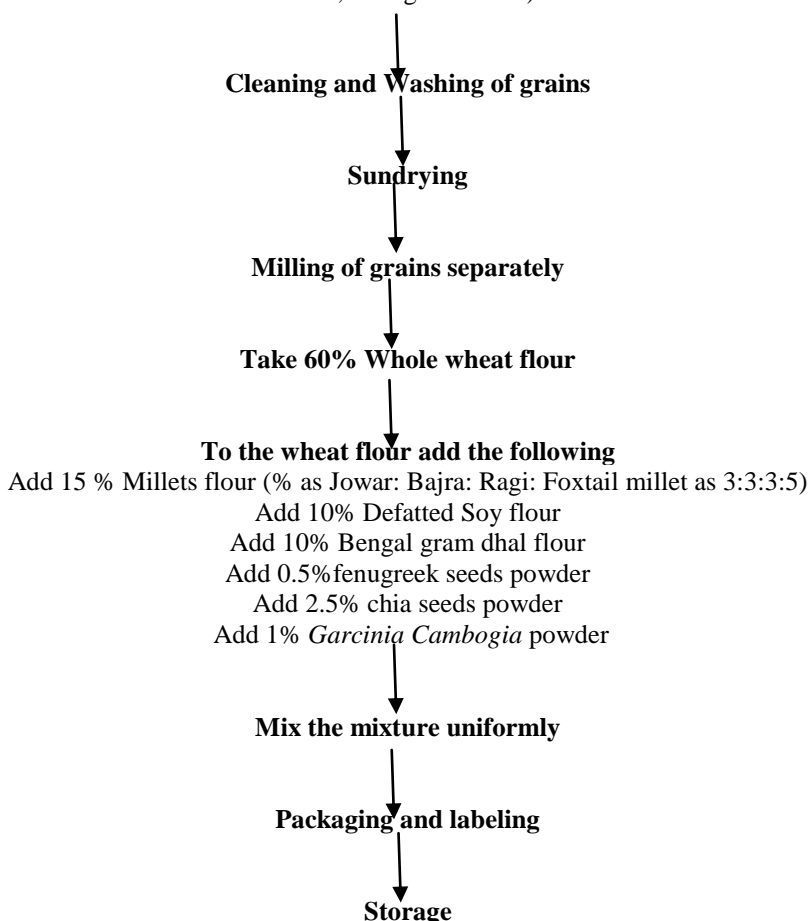 Cleaning and Washing of grains
Sundrying
Milling of grains separately
Take 60% Whole wheat flour
To the wheat flour add the following
Add 15 % Millets flour (% as Jowar: Bajra: Ragi: Foxtail millet as 3:3:3:5)
Add 10% Defatted Soy flour
Add 10% Bengal gram dhal flour
Add 0.5%fenugreek seeds powder
Add 2.5% chia seeds powder
Add 1% Garcinia Cambogia powder
Mix the mixture uniformly
Packaging and labeling
Storage